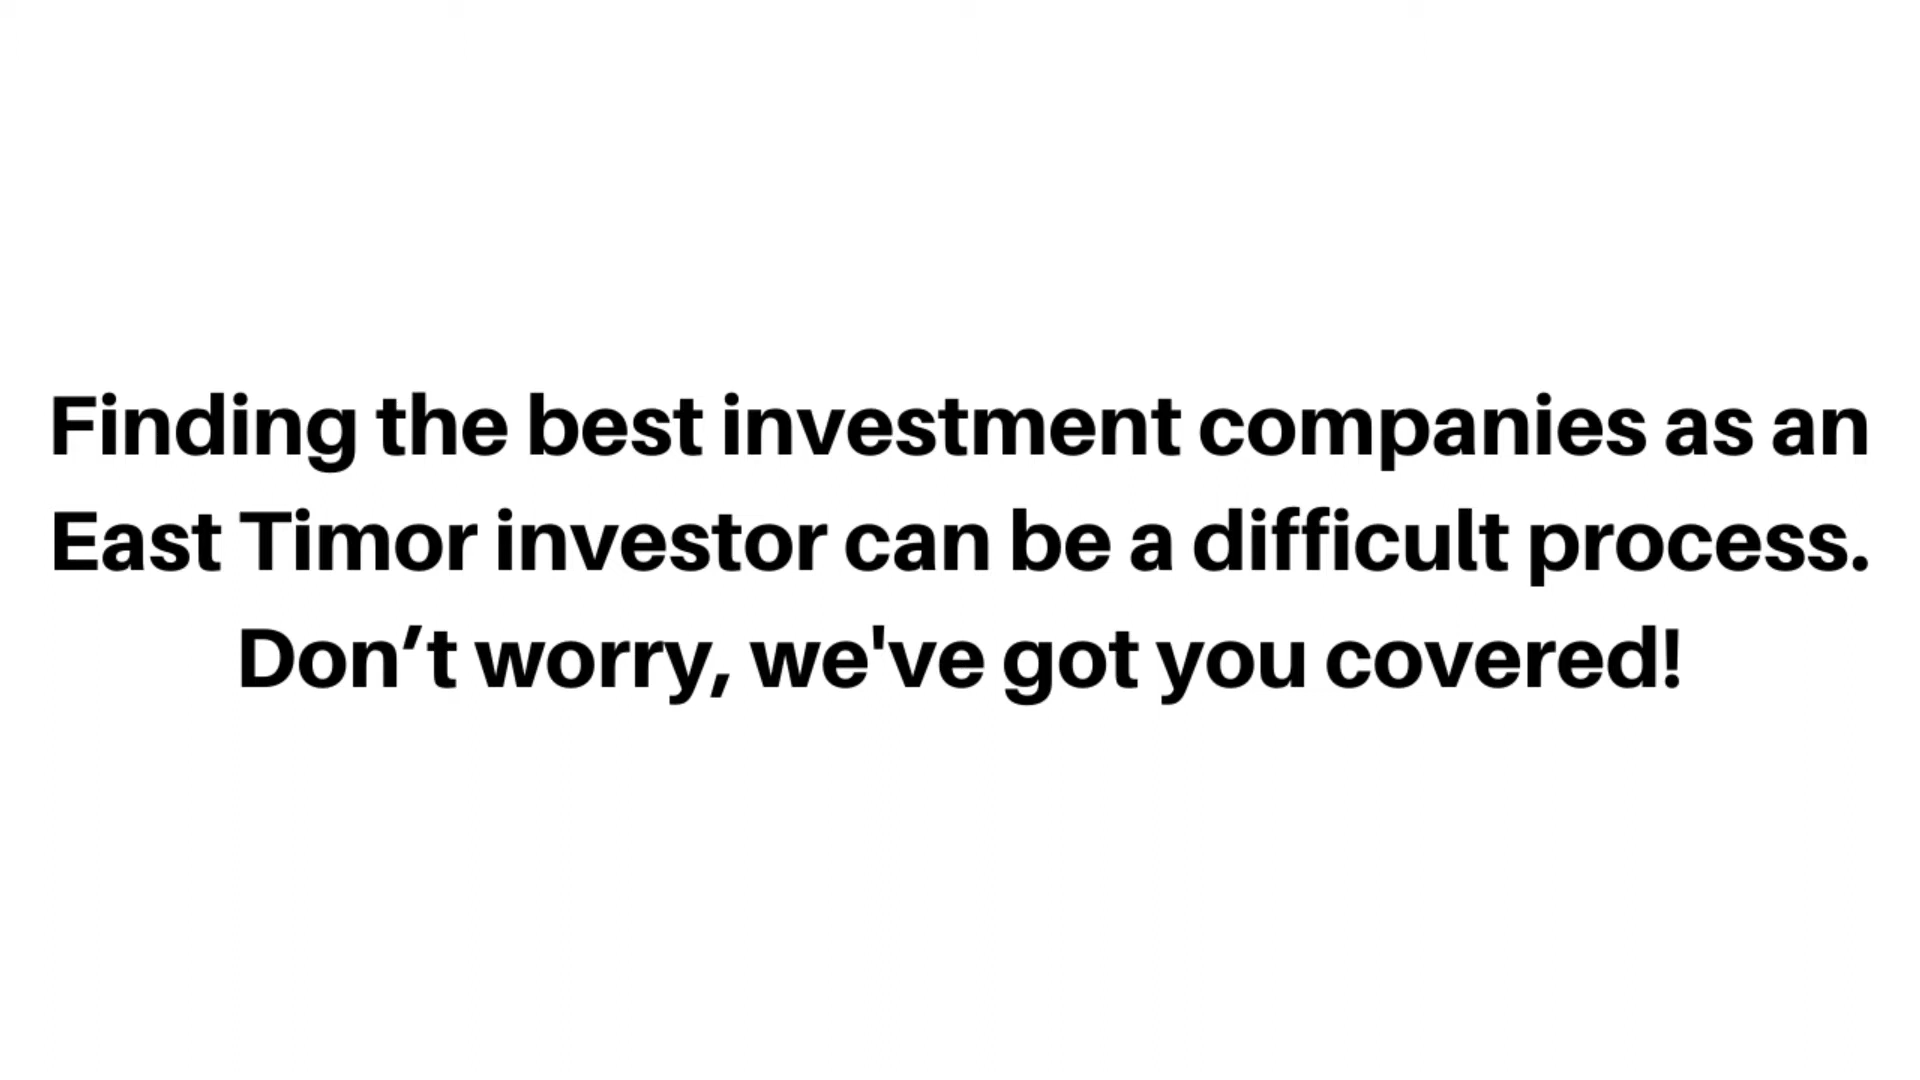 Finding the best investment companies as an
East Timor investor can be a difficult process.
Don’t worry, we've got you covered!